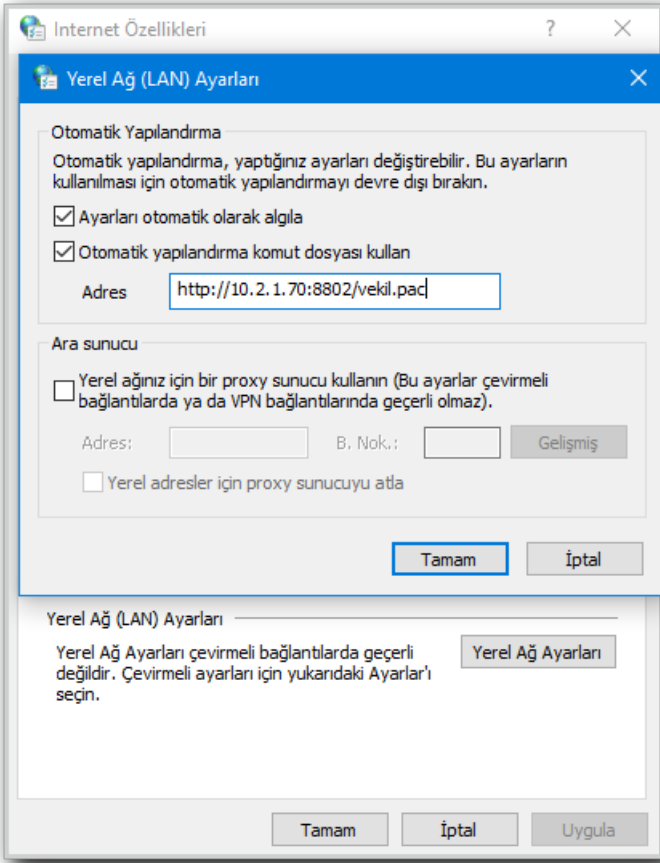 Internet Özellikleri
Yerel Ağ (LAN) Ayarları
Otomatik Yapılandırma
Otomatik yapılandırma, yaptığınız ayarları değiştirebilir. Bu ayarların
kullanılması için otomatik yapılandırmayı devre dışı bırakın.
Ayarları otomatik olarak algıla
Otomatik yapılandırma komut dosyası kullan
Adres http://10.2.1.70:8802/vekil.pac
Ara sunucu
Yerel ağınız için bir proxy sunucu kullanın (Bu ayarlar çevirmeli
bağlantılarda ya da VPN bağlantılarında geçerli olmaz).
Adres: B. Nok.: Gelişmiş
Yerel adresler için proxy sunucuyu atla
Tamam İptal
Yerel Ağ (LAN) Ayarları
Yerel Ağ Ayarları çevirmeli bağlantılarda geçerli
değildir. Çevirmeli ayarları için yukarıdaki Ayarlar'ı
seçin.
Yerel Ağ Ayarları
Tamam İptal Uygula